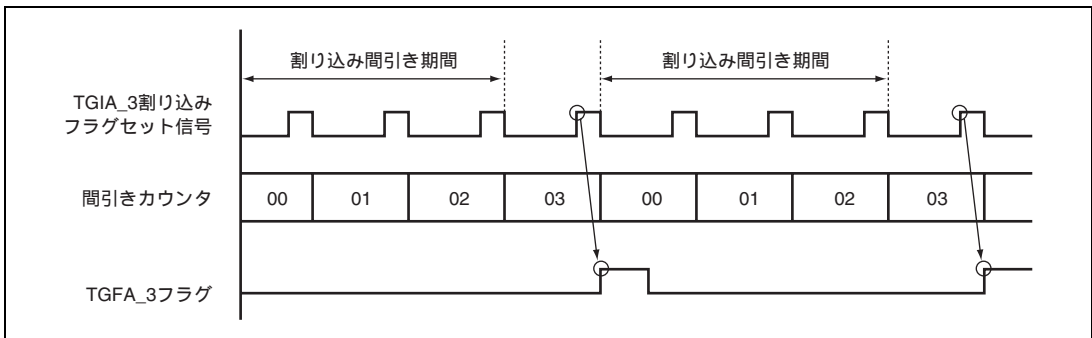 割り込み間引き期間 割り込み間引き期間
TGIA_3割り込み
フラグセット信号
間引きカウンタ 00 01 02 03 00 01 02 03
TGFA_3フラグ